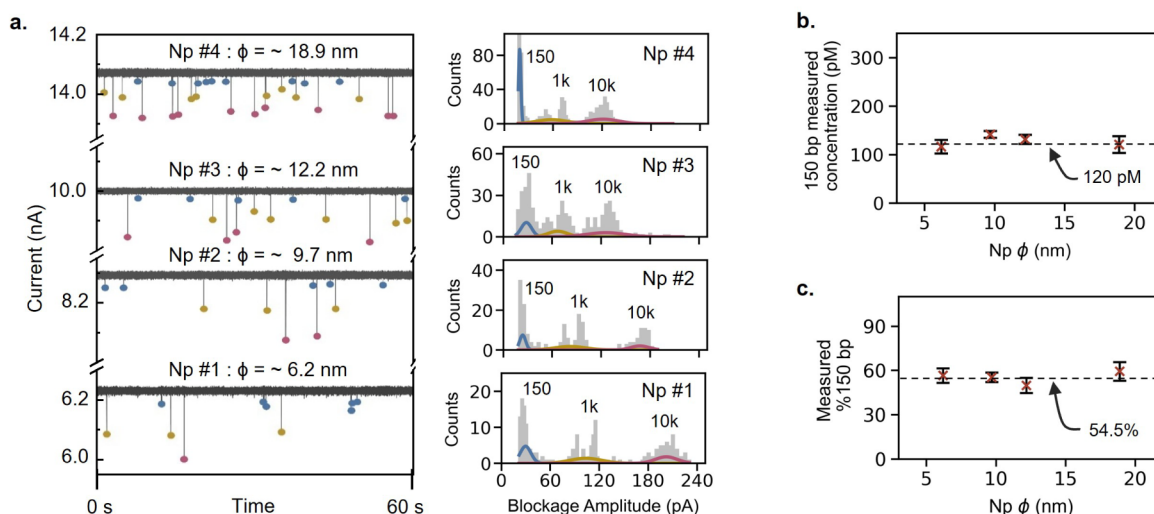 a.
14.2
Np #4 : ϕ = ~ 18.9 nm
14.0
Np #3 : ϕ = ~ 12.2 nm
10.0
Np #2 : ϕ = ~ 9.7 nm
8.2
Np #1 : ϕ = ~ 6.2 nm
6.2
6.0
Current (nA)
0 s
Time
60 s
Np #4
150
1k
10k
80
40
0
Counts
Np #3
150
1k
10k
60
30
0
Counts
Np #2
150
1k
10k
40
20
0
Counts
Np #1
150
1k
10k
20
10
0
Counts
0 60 120 180 240
Blockage Amplitude (pA)
b.
300
200
100
0
150 bp measured
concentration (pM)
120 pM
5 10 15 20
Np ϕ (nm)
c.
90
60
30
0
Measured
%150 bp
54.5%
5 10 15 20
Np ϕ (nm)